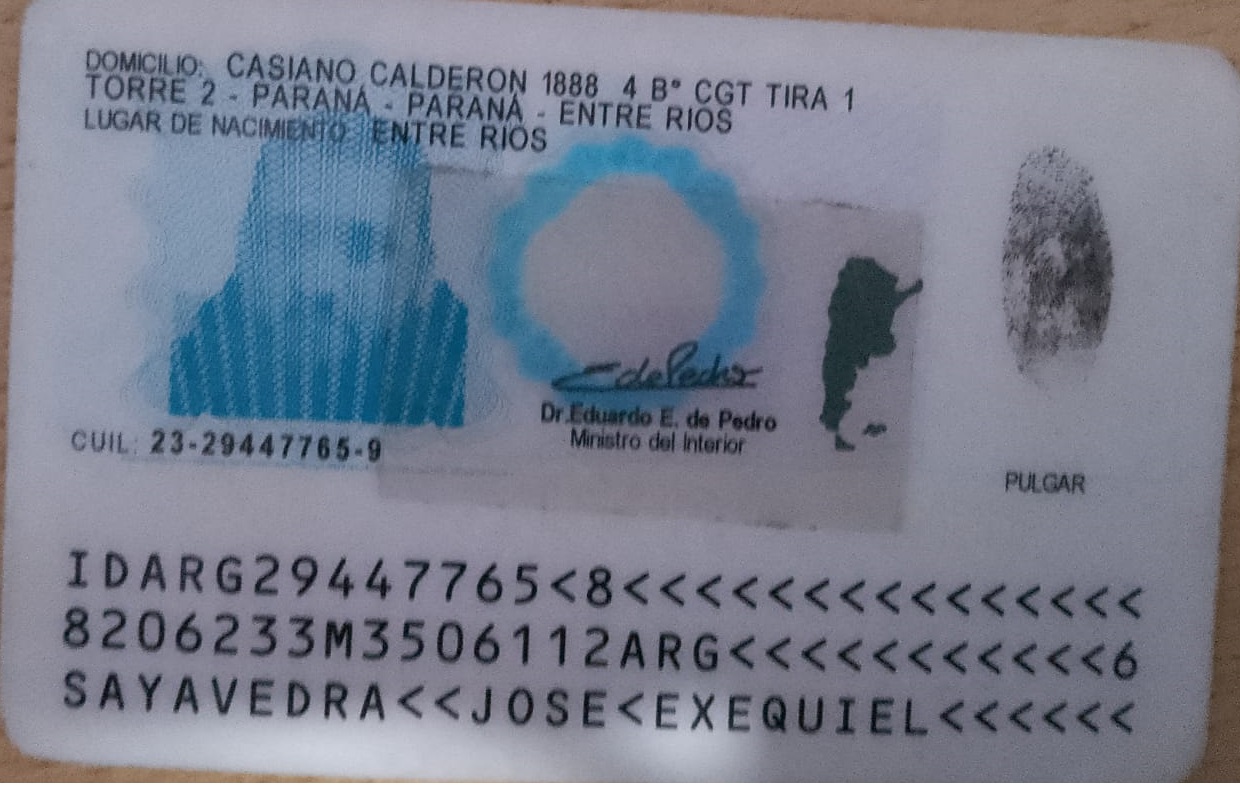 DOMICILIO: CASIANO CALDERON 1888 4 B° CGT TIRA 1
TORRE 2 - PARANÁ - PARANÁ - ENTRE RIOS
LUGAR DE NACIMIENTO: ENTRE RIOS
EdePedro
Dr. Eduardo E. de Pedro
Ministro del Interior
CUIL: 23-29447765-9
PULGAR
IDARG29447765<8<<<<<<<<<<<<<<<
8206233M3506112ARG<<<<<<<<<<<6
SAYAVEDRA<<JOSE<EXEQUIEL<<<<<<